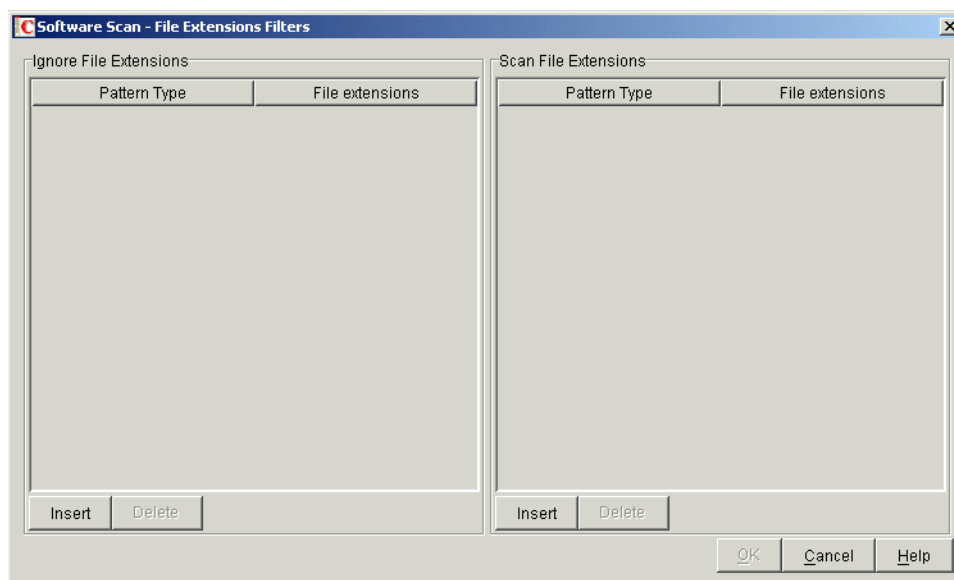 Software Scan - File Extensions Filters
Ignore File Extensions
Pattern Type File extensions
Insert Delete
Scan File Extensions
Pattern Type File extensions
Insert Delete
OK Cancel Help